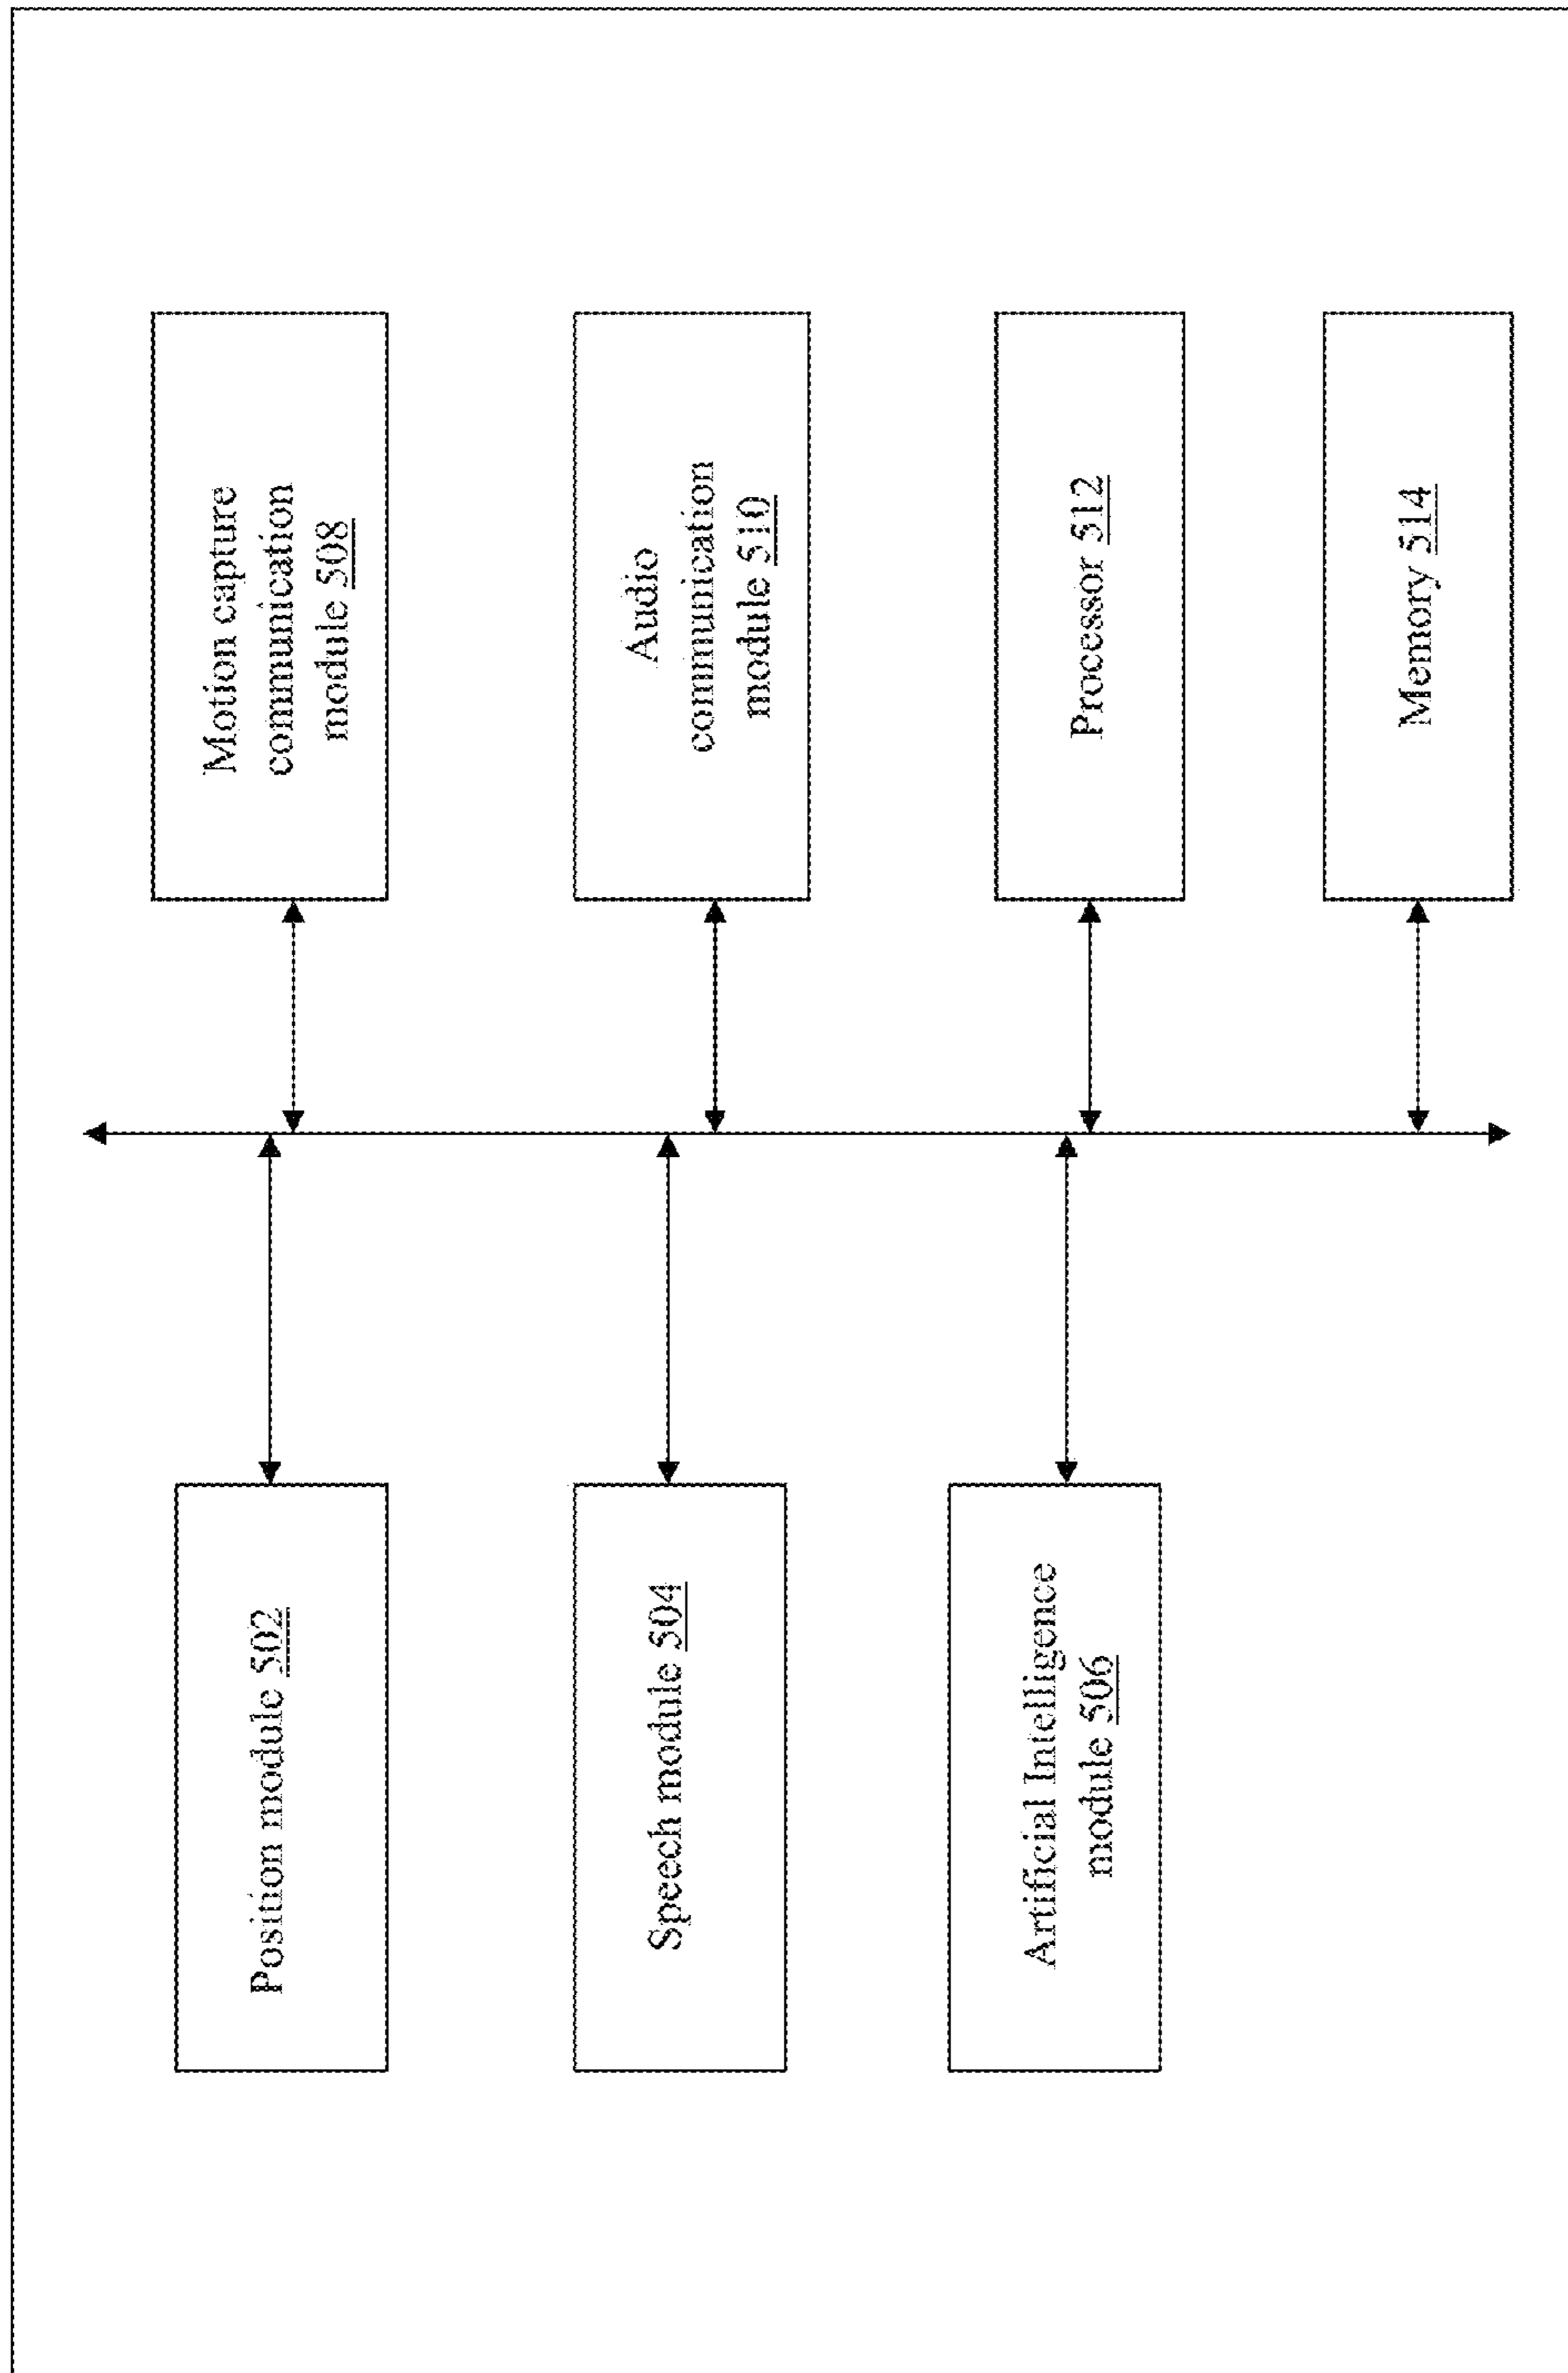 Position module 502
Speech module 504
Artificial Intelligence
module 506
Motion capture
communication
module 508
Audio
communication
module 510
Processor 512
Memory 514